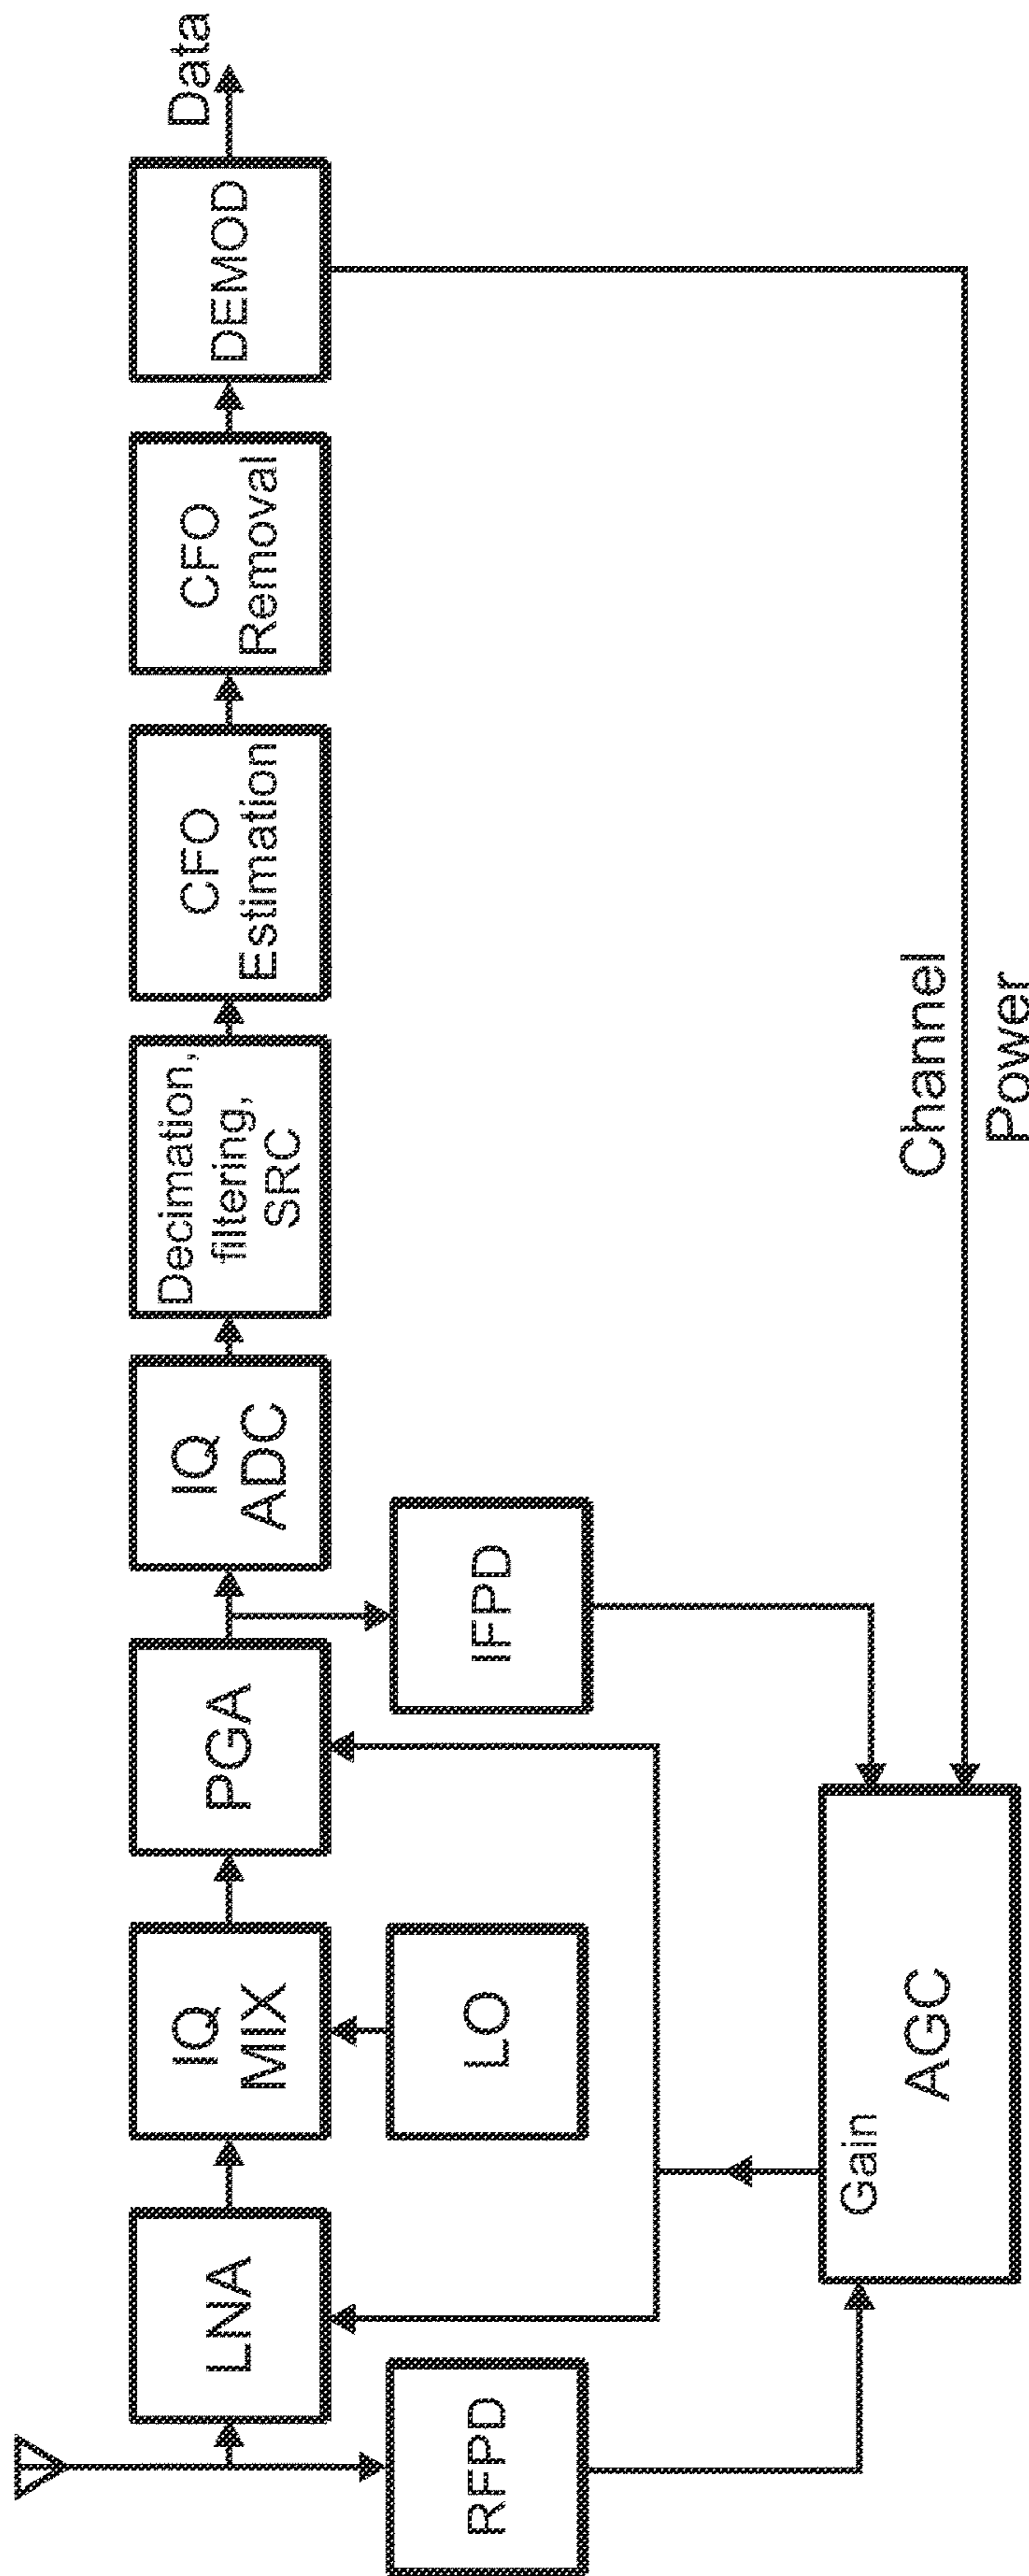 LNA
IQ
MIX
PGA
IQ
ADC
Decimation,
filtering,
SRC
CFO
Estimation
CFO
Removal
DEMOD
Data
RFPD
LO
IFPD
Gain
AGC
Channel
Power